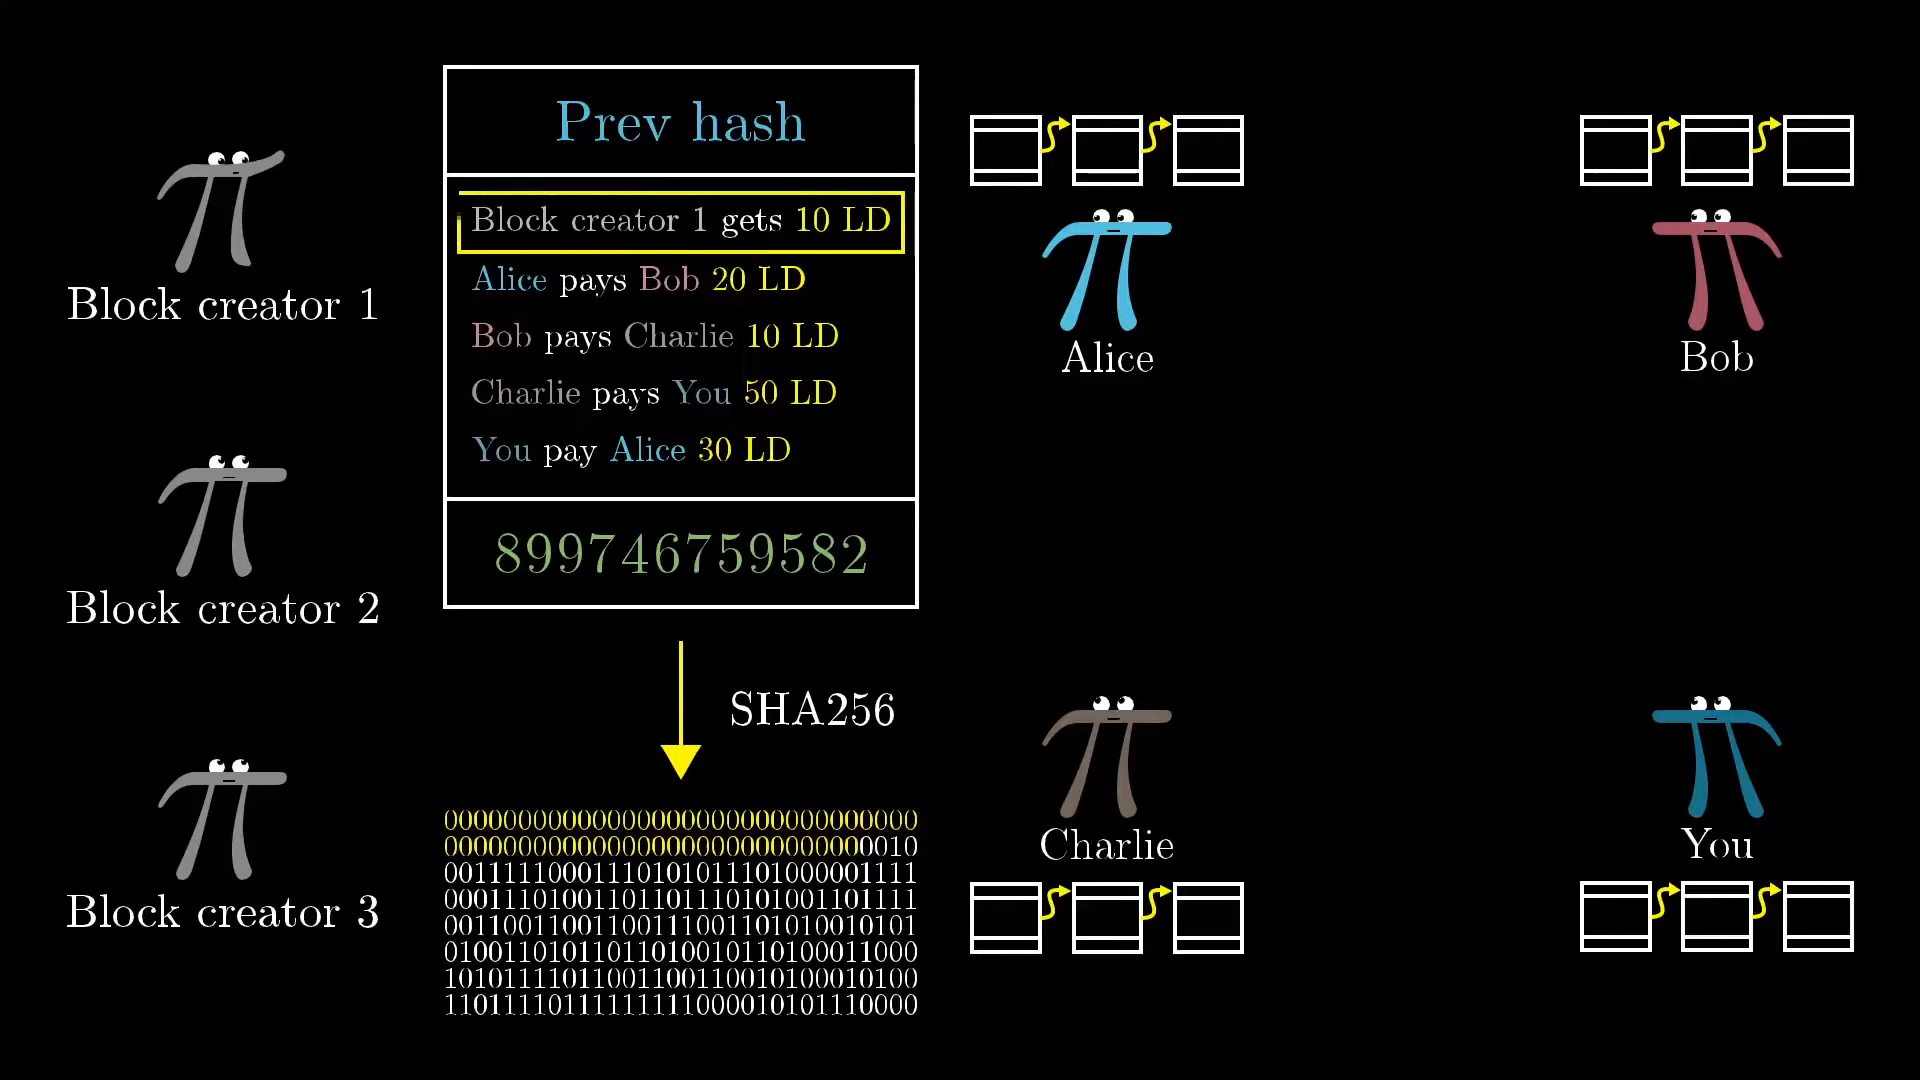 Block creator 1
Block creator 2
Block creator 3
Prev hash
Block creator 1 gets 10 LD
Alice pays Bob 20 LD
Bob pays Charlie 10 LD
Charlie pays You 50 LD
You pay Alice 30 LD
899746759582
SHA256
00000000000000000000000000000000
00000000000000000000000000000010
00111110001110101011101000001111
00011101001101101110101001101111
00110011001100111001101010010101
01001101011011010010110100011000
10101111011001100110010100010100
11011110111111111000010101110000
Alice
Bob
Charlie
You